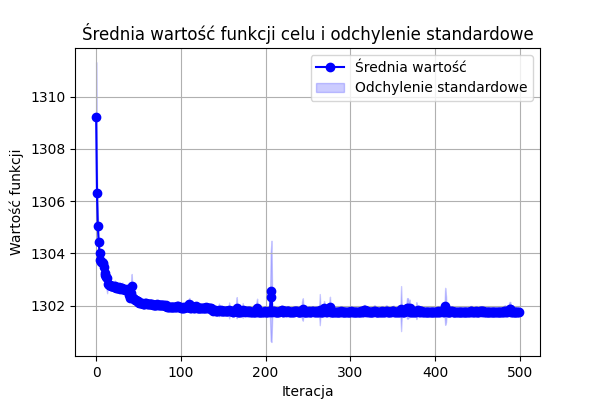 Średnia wartość funkcji celu i odchylenie standardowe
Średnia wartość
Odchylenie standardowe
Wartość funkcji
1310
1308
1306
1304
1302
0 100 200 300 400 500
Iteracja